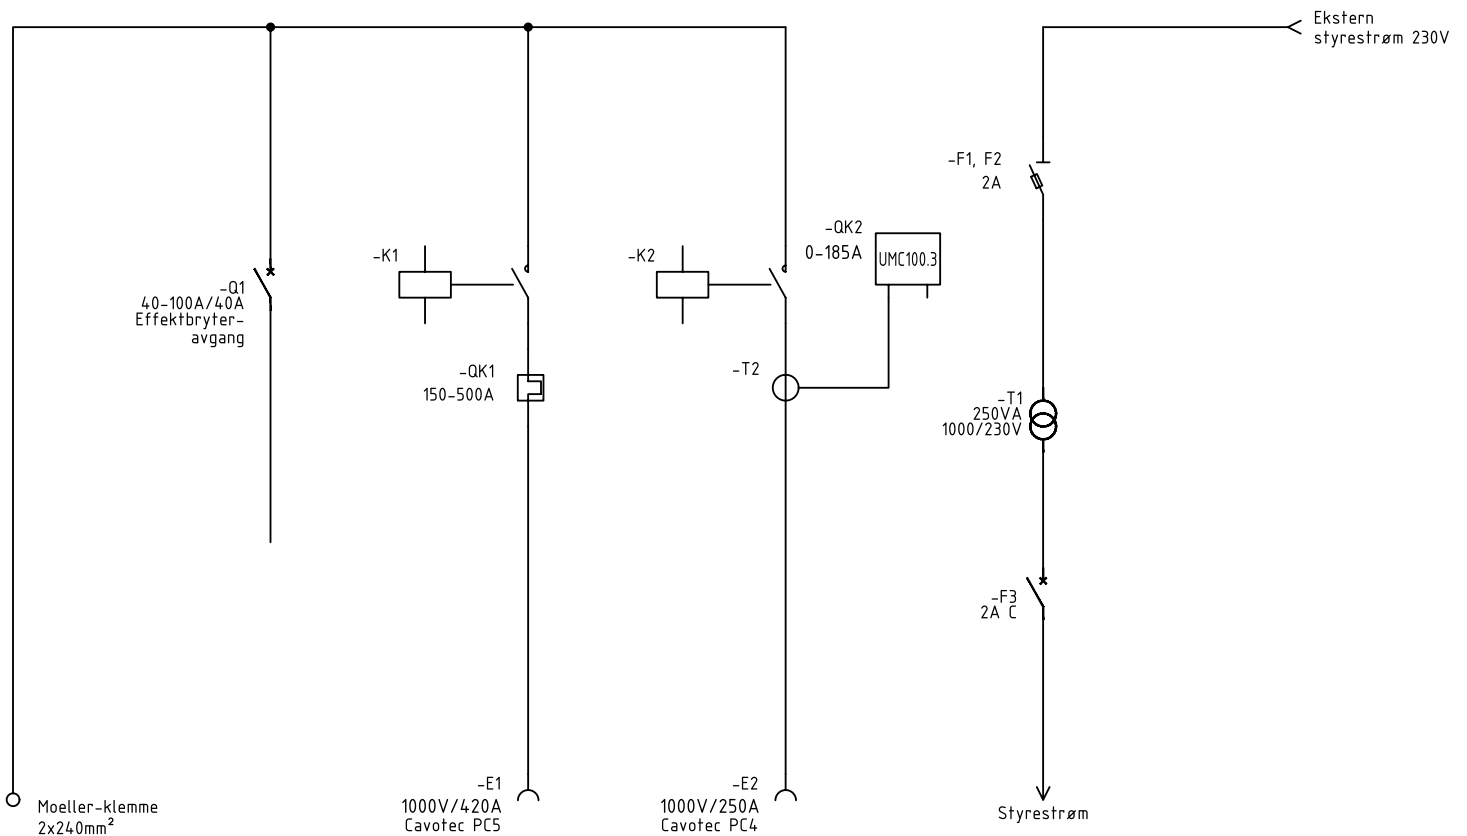 Ekstern
styrestrøm 230V
-F1, F2
2A
-QK2
0-185A
UMC100.3
-K1
-K2
-Q1
40-100A/40A
Effektbryter-
avgang
-QK1
150-500A
-T2
-T1
250VA
1000/230V
-F3
2A C
-E1
1000V/420A
Cavotec PC5
-E2
1000V/250A
Cavotec PC4
Styrestrøm
Moeller-klemme
2x240mm²